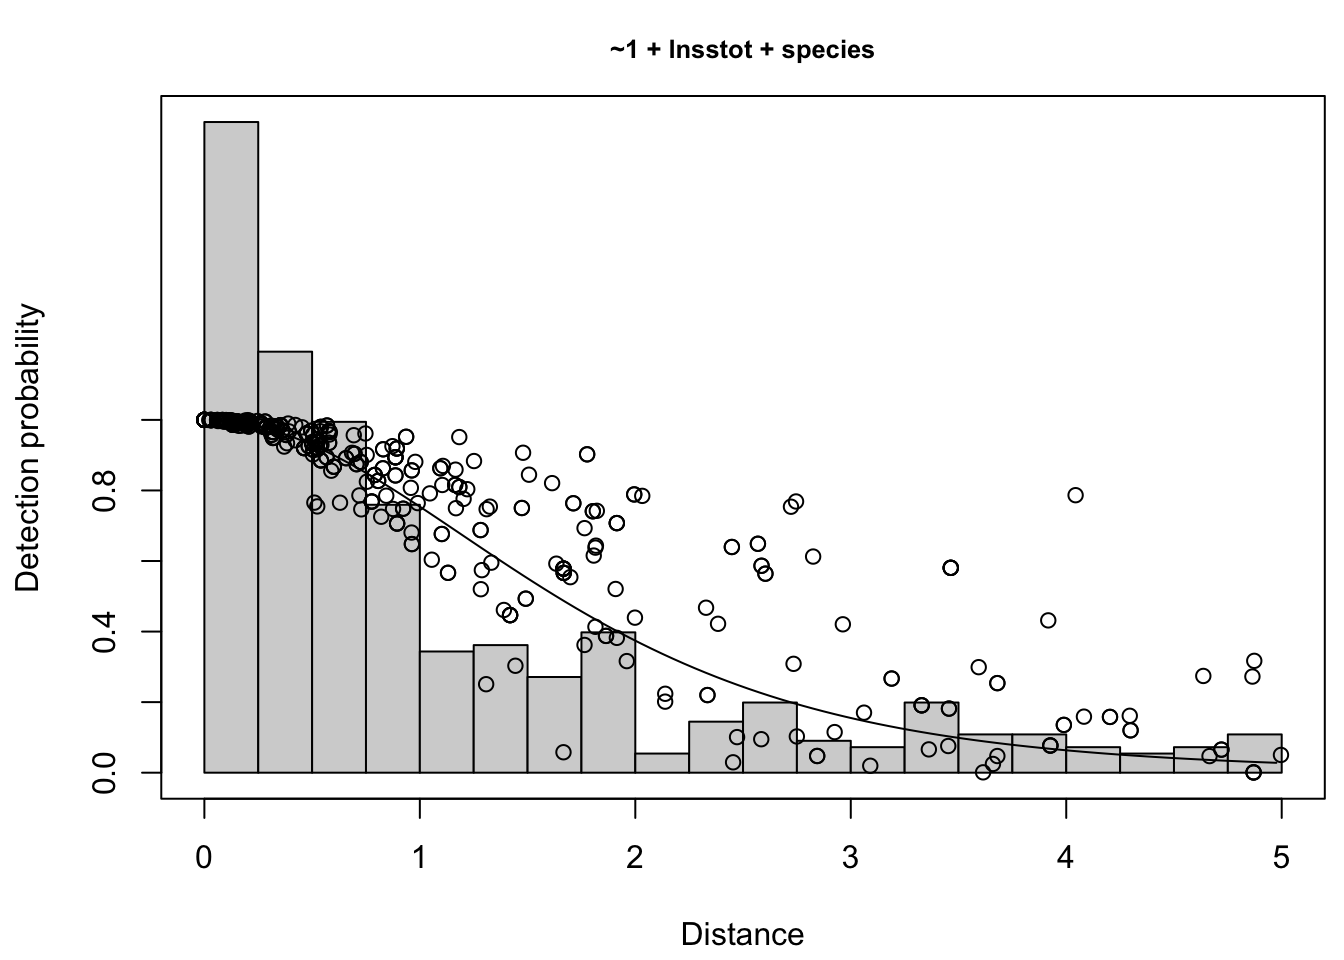 ~1 + lnsstot + species
Detection probability
0.8
0.4
0.0
0 1 2 3 4 5
Distance